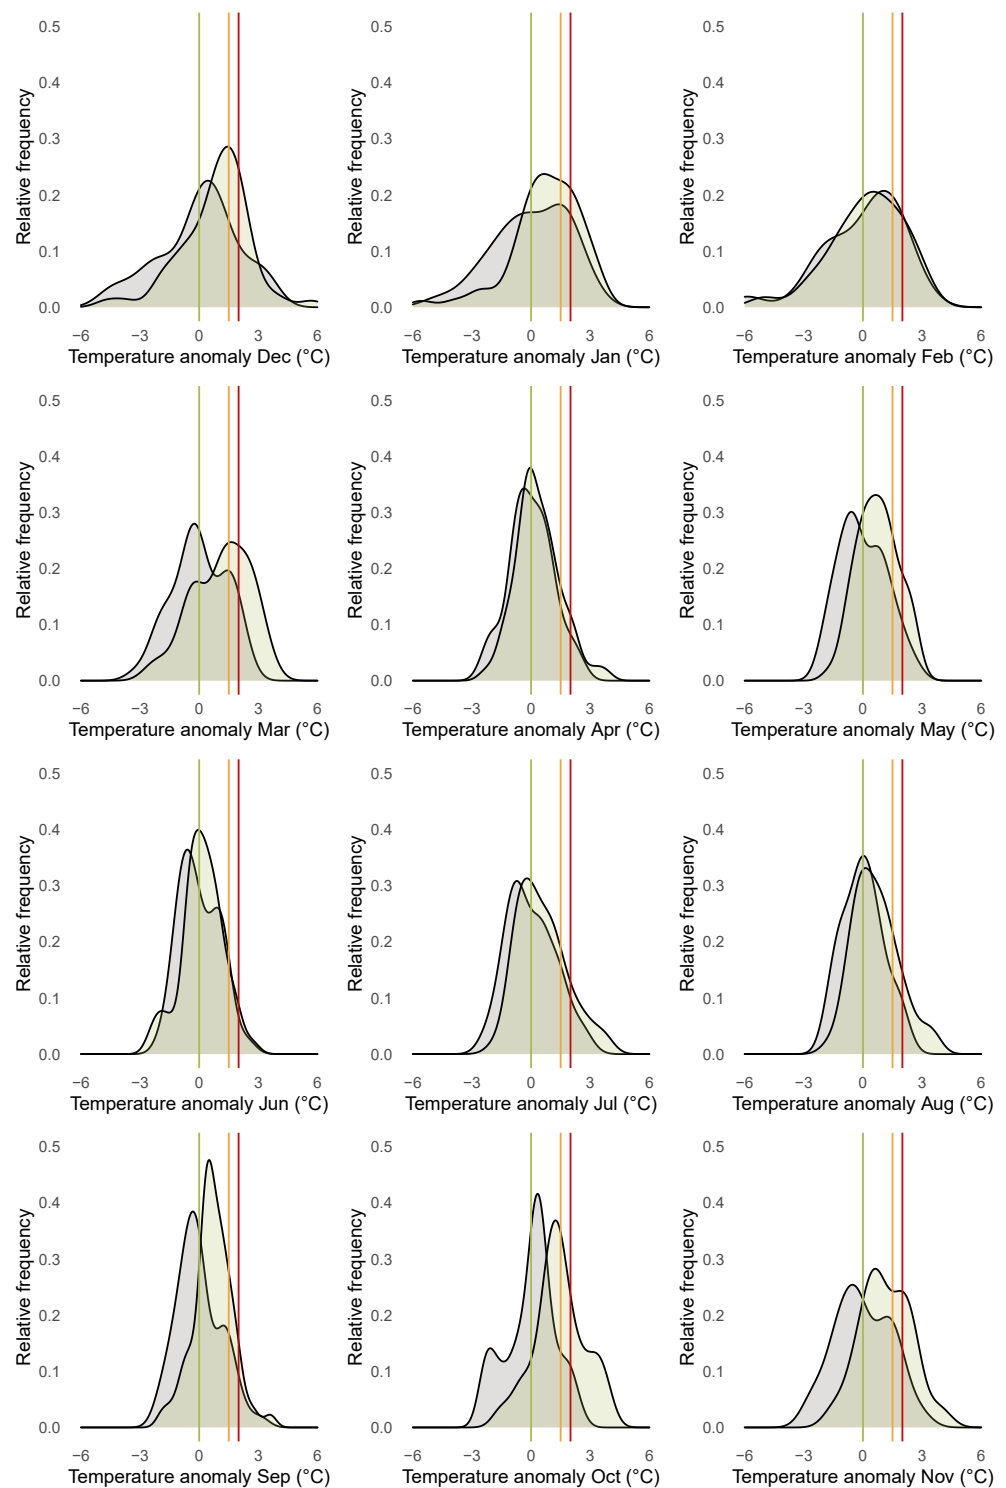 0.5 0.5 0.5
0.4 0.4 0.4
0.3 0.3 0.3
0.2 0.2 0.2
0.1 0.1 0.1
0.0 0.0 0.0
Relative frequency Relative frequency Relative frequency
−6 −3 0 3 6 −6 −3 0 3 6 −6 −3 0 3 6
Temperature anomaly Dec (°C) Temperature anomaly Jan (°C) Temperature anomaly Feb (°C)
0.5 0.5 0.5
0.4 0.4 0.4
0.3 0.3 0.3
0.2 0.2 0.2
0.1 0.1 0.1
0.0 0.0 0.0
Relative frequency Relative frequency Relative frequency
−6 −3 0 3 6 −6 −3 0 3 6 −6 −3 0 3 6
Temperature anomaly Mar (°C) Temperature anomaly Apr (°C) Temperature anomaly May (°C)
0.5 0.5 0.5
0.4 0.4 0.4
0.3 0.3 0.3
0.2 0.2 0.2
0.1 0.1 0.1
0.0 0.0 0.0
Relative frequency Relative frequency Relative frequency
−6 −3 0 3 6 −6 −3 0 3 6 −6 −3 0 3 6
Temperature anomaly Jun (°C) Temperature anomaly Jul (°C) Temperature anomaly Aug (°C)
0.5 0.5 0.5
0.4 0.4 0.4
0.3 0.3 0.3
0.2 0.2 0.2
0.1 0.1 0.1
0.0 0.0 0.0
Relative frequency Relative frequency Relative frequency
−6 −3 0 3 6 −6 −3 0 3 6 −6 −3 0 3 6
Temperature anomaly Sep (°C) Temperature anomaly Oct (°C) Temperature anomaly Nov (°C)